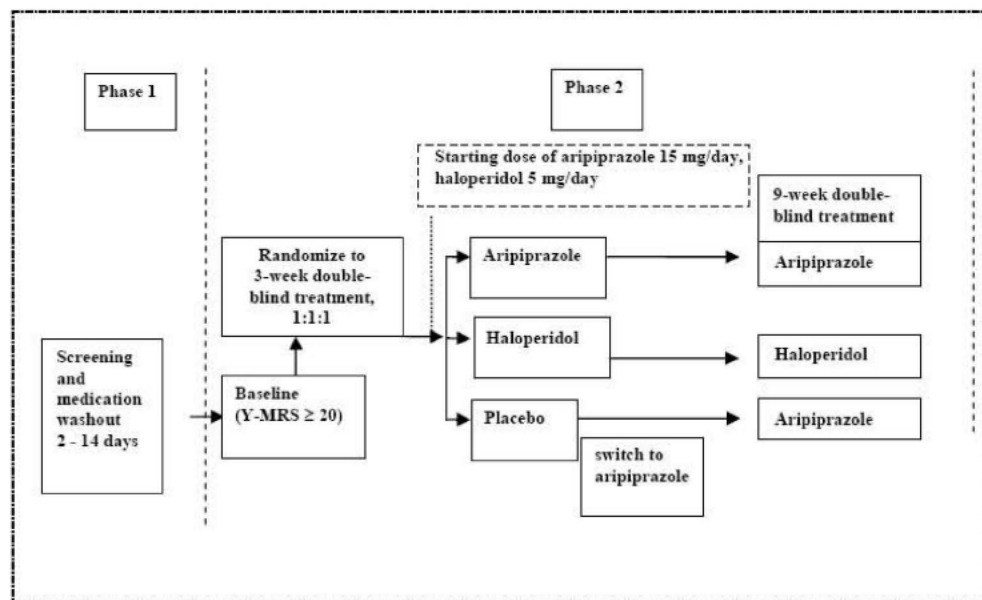 Phase 1
Phase 2
Starting dose of aripiprazole 15 mg/day,
haloperidol 5 mg/day
9-week double-
blind treatment
Randomize to
3-week double-
blind treatment,
1:1:1
Aripiprazole
Aripiprazole
Haloperidol
Haloperidol
Screening
and
medication
washout
2 - 14 days
Baseline
(Y-MRS ≥ 20)
Placebo
Aripiprazole
switch to
aripiprazole